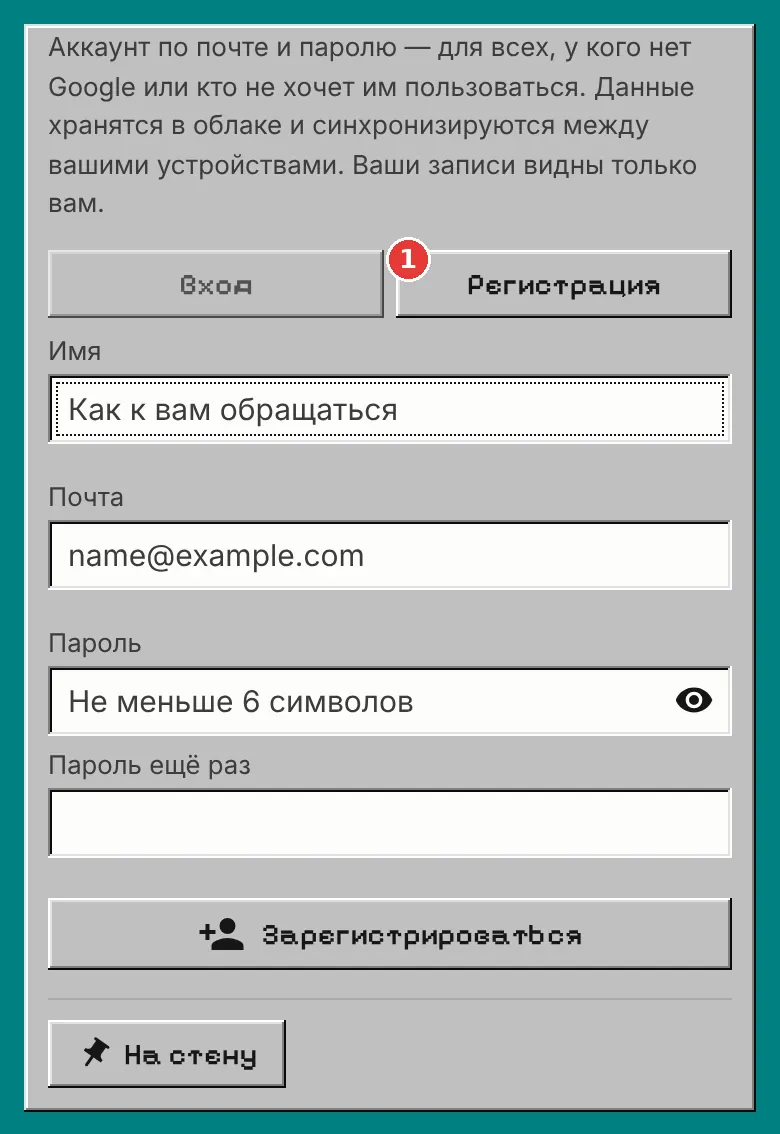 Аккаунт по почте и паролю — для всех, у кого нет
Google или кто не хочет им пользоваться. Данные
хранятся в облаке и синхронизируются между
вашими устройствами. Ваши записи видны только
вам.
Вход
1
Регистрация
Имя
Как к вам обращаться
Почта
name@example.com
Пароль
Не меньше 6 символов
Пароль ещё раз
Зарегистрироваться
На стену